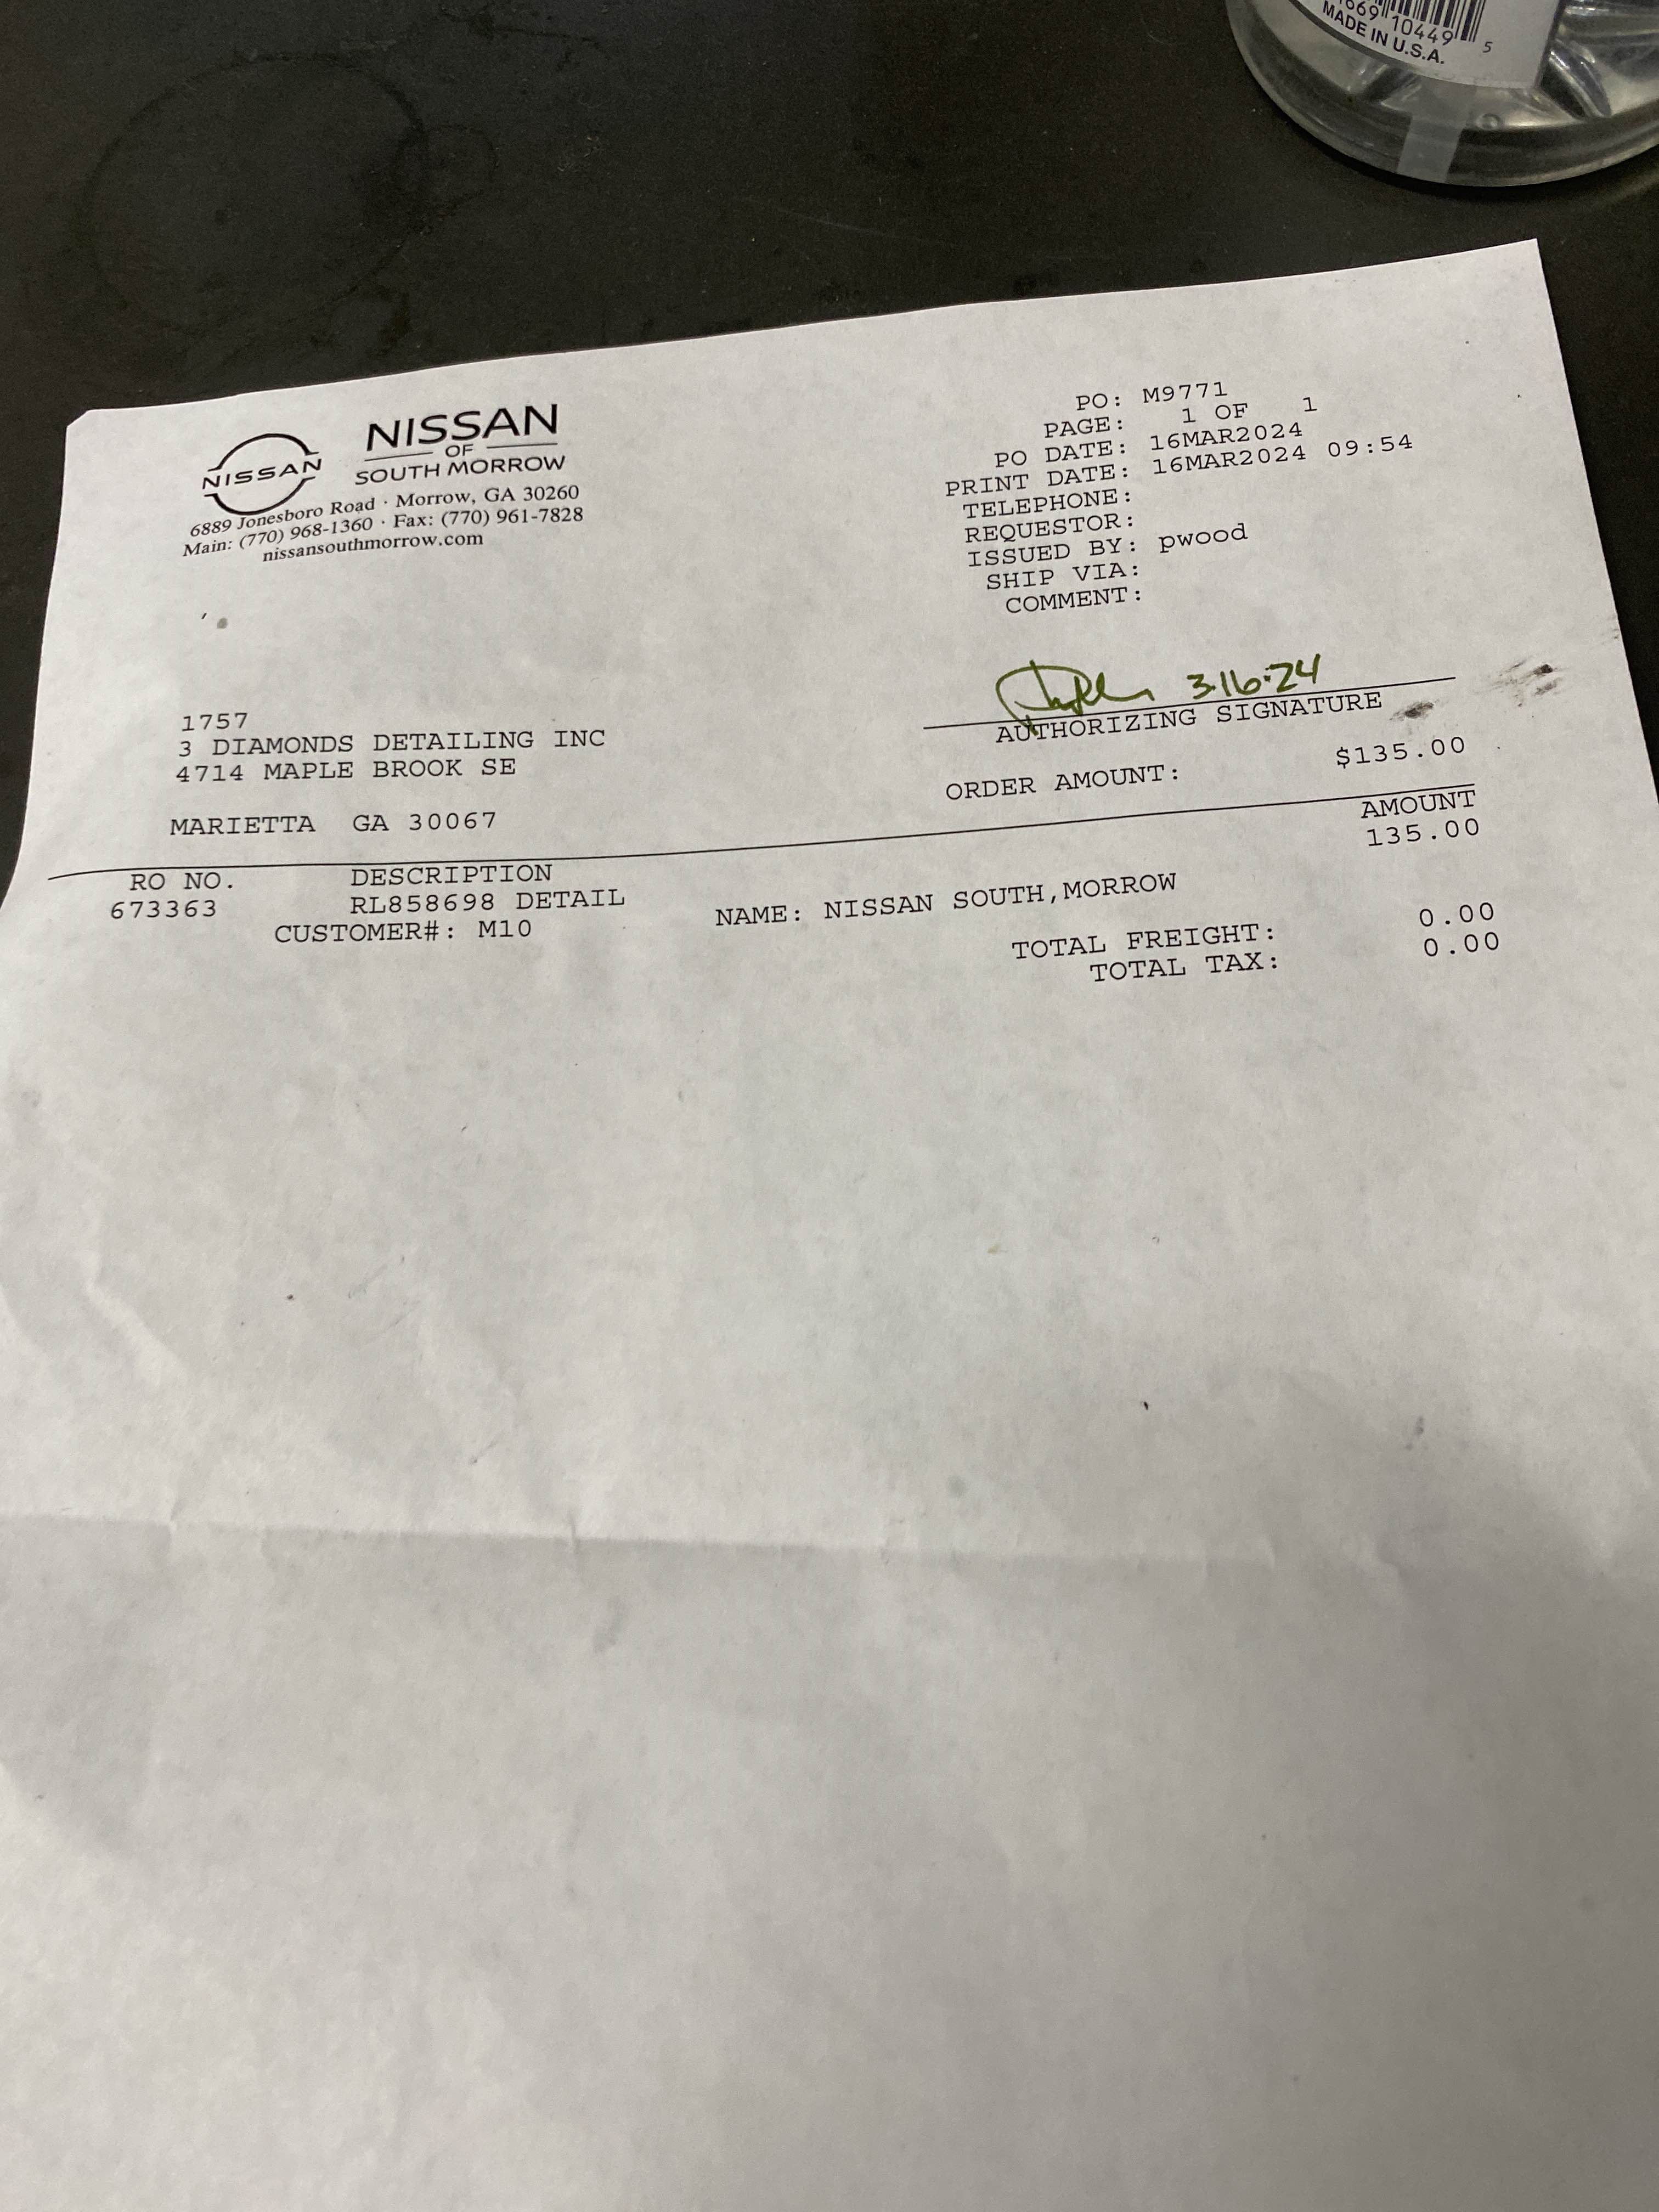 669 10449 5
MADE IN U.S.A.
NISSAN
NISSAN
OF
SOUTH MORROW
6889 Jonesboro Road · Morrow, GA 30260
Main: (770) 968-1360 · Fax: (770) 961-7828
nissansouthmorrow.com
PO: M9771
PAGE: 1 OF 1
PO DATE: 16MAR2024
PRINT DATE: 16MAR2024 09:54
TELEPHONE:
REQUESTOR:
ISSUED BY: pwood
SHIP VIA:
COMMENT:
3·16·24
AUTHORIZING SIGNATURE
1757
3 DIAMONDS DETAILING INC
4714 MAPLE BROOK SE
MARIETTA GA 30067
ORDER AMOUNT: $135.00
RO NO. DESCRIPTION AMOUNT
673363 RL858698 DETAIL 135.00
CUSTOMER#: M10 NAME: NISSAN SOUTH,MORROW
TOTAL FREIGHT: 0.00
TOTAL TAX: 0.00